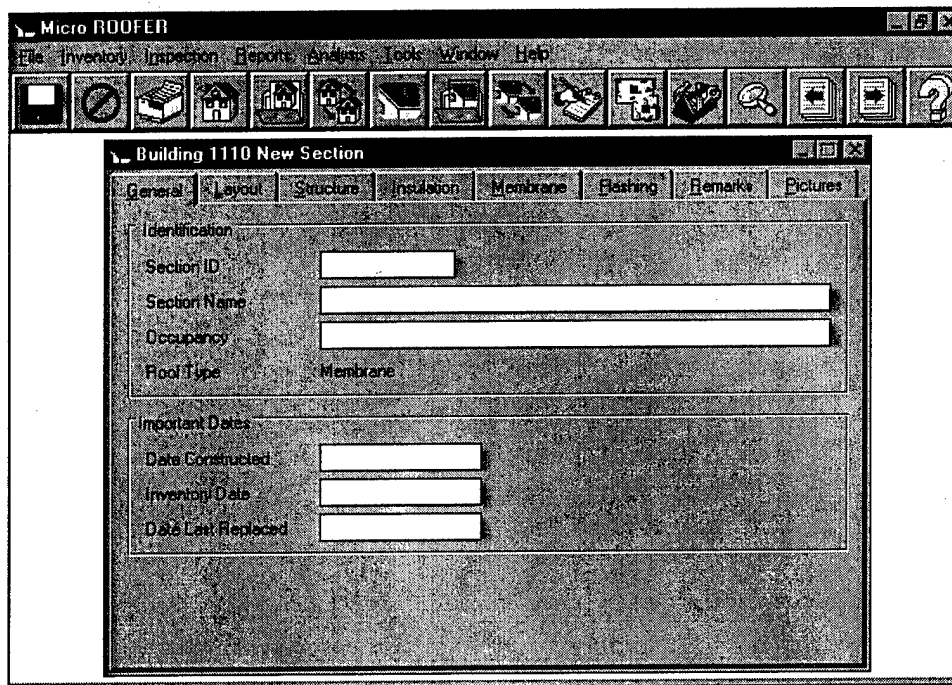 Micro ROOFER
File Inventory Inspection Reports Analysis Tools Window Help
Building 1110 New Section
General Layout Structure Insulation Membrane Flashing Remarks Pictures
Identification
Section ID
Section Name
Occupancy
Roof Type Membrane
Important Dates
Date Constructed
Inventory Date
Date Last Replaced